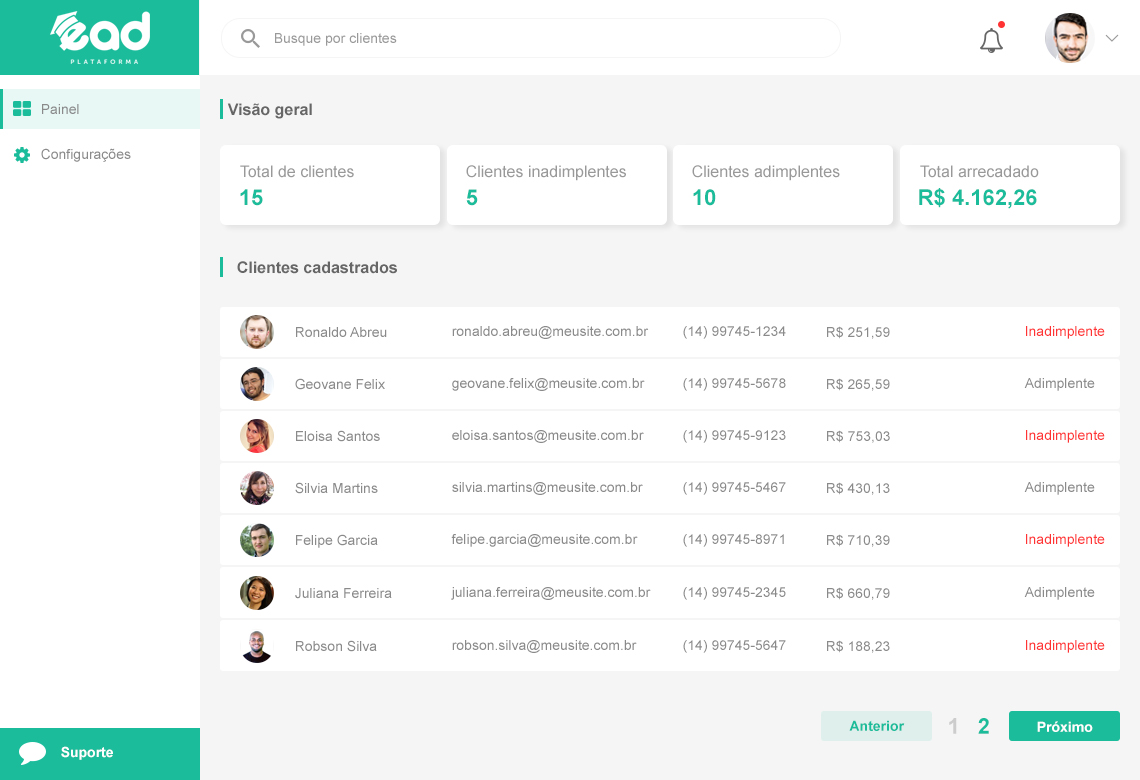 ead
PLATAFORMA
Busque por clientes
Painel
Configurações
Visão geral
Total de clientes
15
Clientes inadimplentes
5
Clientes adimplentes
10
Total arrecadado
R$ 4.162,26
Clientes cadastrados
Ronaldo Abreu ronaldo.abreu@meusite.com.br (14) 99745-1234 R$ 251,59 Inadimplente
Geovane Felix geovane.felix@meusite.com.br (14) 99745-5678 R$ 265,59 Adimplente
Eloisa Santos eloisa.santos@meusite.com.br (14) 99745-9123 R$ 753,03 Inadimplente
Silvia Martins silvia.martins@meusite.com.br (14) 99745-5467 R$ 430,13 Adimplente
Felipe Garcia felipe.garcia@meusite.com.br (14) 99745-8971 R$ 710,39 Inadimplente
Juliana Ferreira juliana.ferreira@meusite.com.br (14) 99745-2345 R$ 660,79 Adimplente
Robson Silva robson.silva@meusite.com.br (14) 99745-5647 R$ 188,23 Inadimplente
Anterior 1 2 Próximo
Suporte